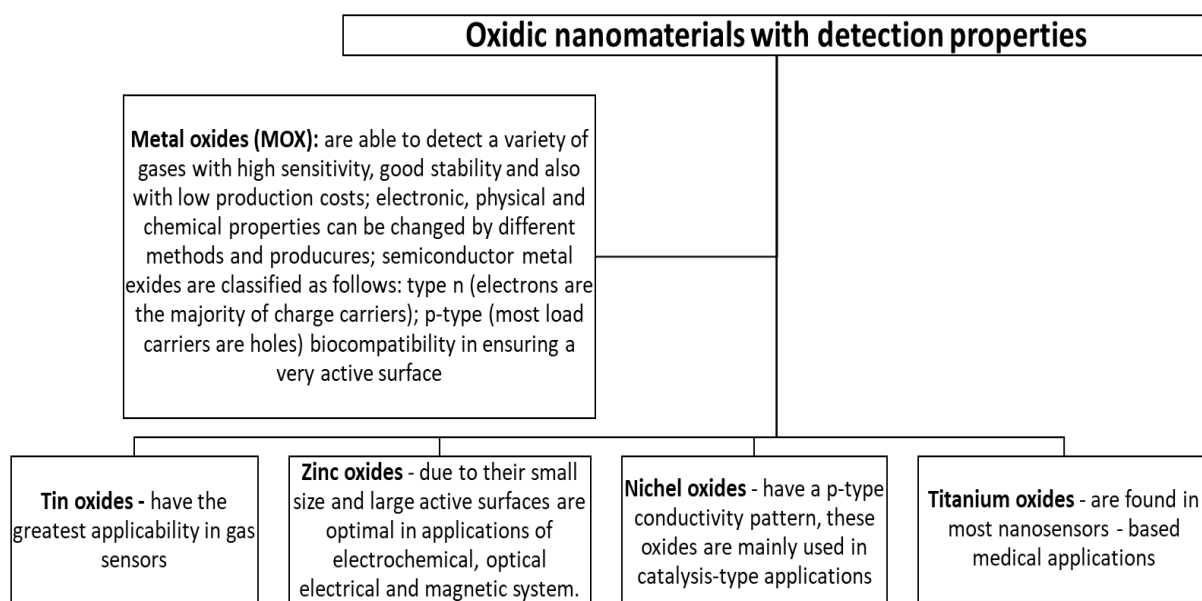 Oxidic nanomaterials with detection properties
Metal oxides (MOX): are able to detect a variety of
gases with high sensitivity, good stability and also
with low production costs; electronic, physical and
chemical properties can be changed by different
methods and producures; semiconductor metal
exides are classified as follows: type n (electrons are
the majority of charge carriers); p-type (most load
carriers are holes) biocompatibility in ensuring a
very active surface
Tin oxides - have the
greatest applicability in gas
sensors
Zinc oxides - due to their small
size and large active surfaces are
optimal in applications of
electrochemical, optical
electrical and magnetic system.
Nichel oxides - have a p-type
conductivity pattern, these
oxides are mainly used in
catalysis-type applications
Titanium oxides - are found in
most nanosensors - based
medical applications